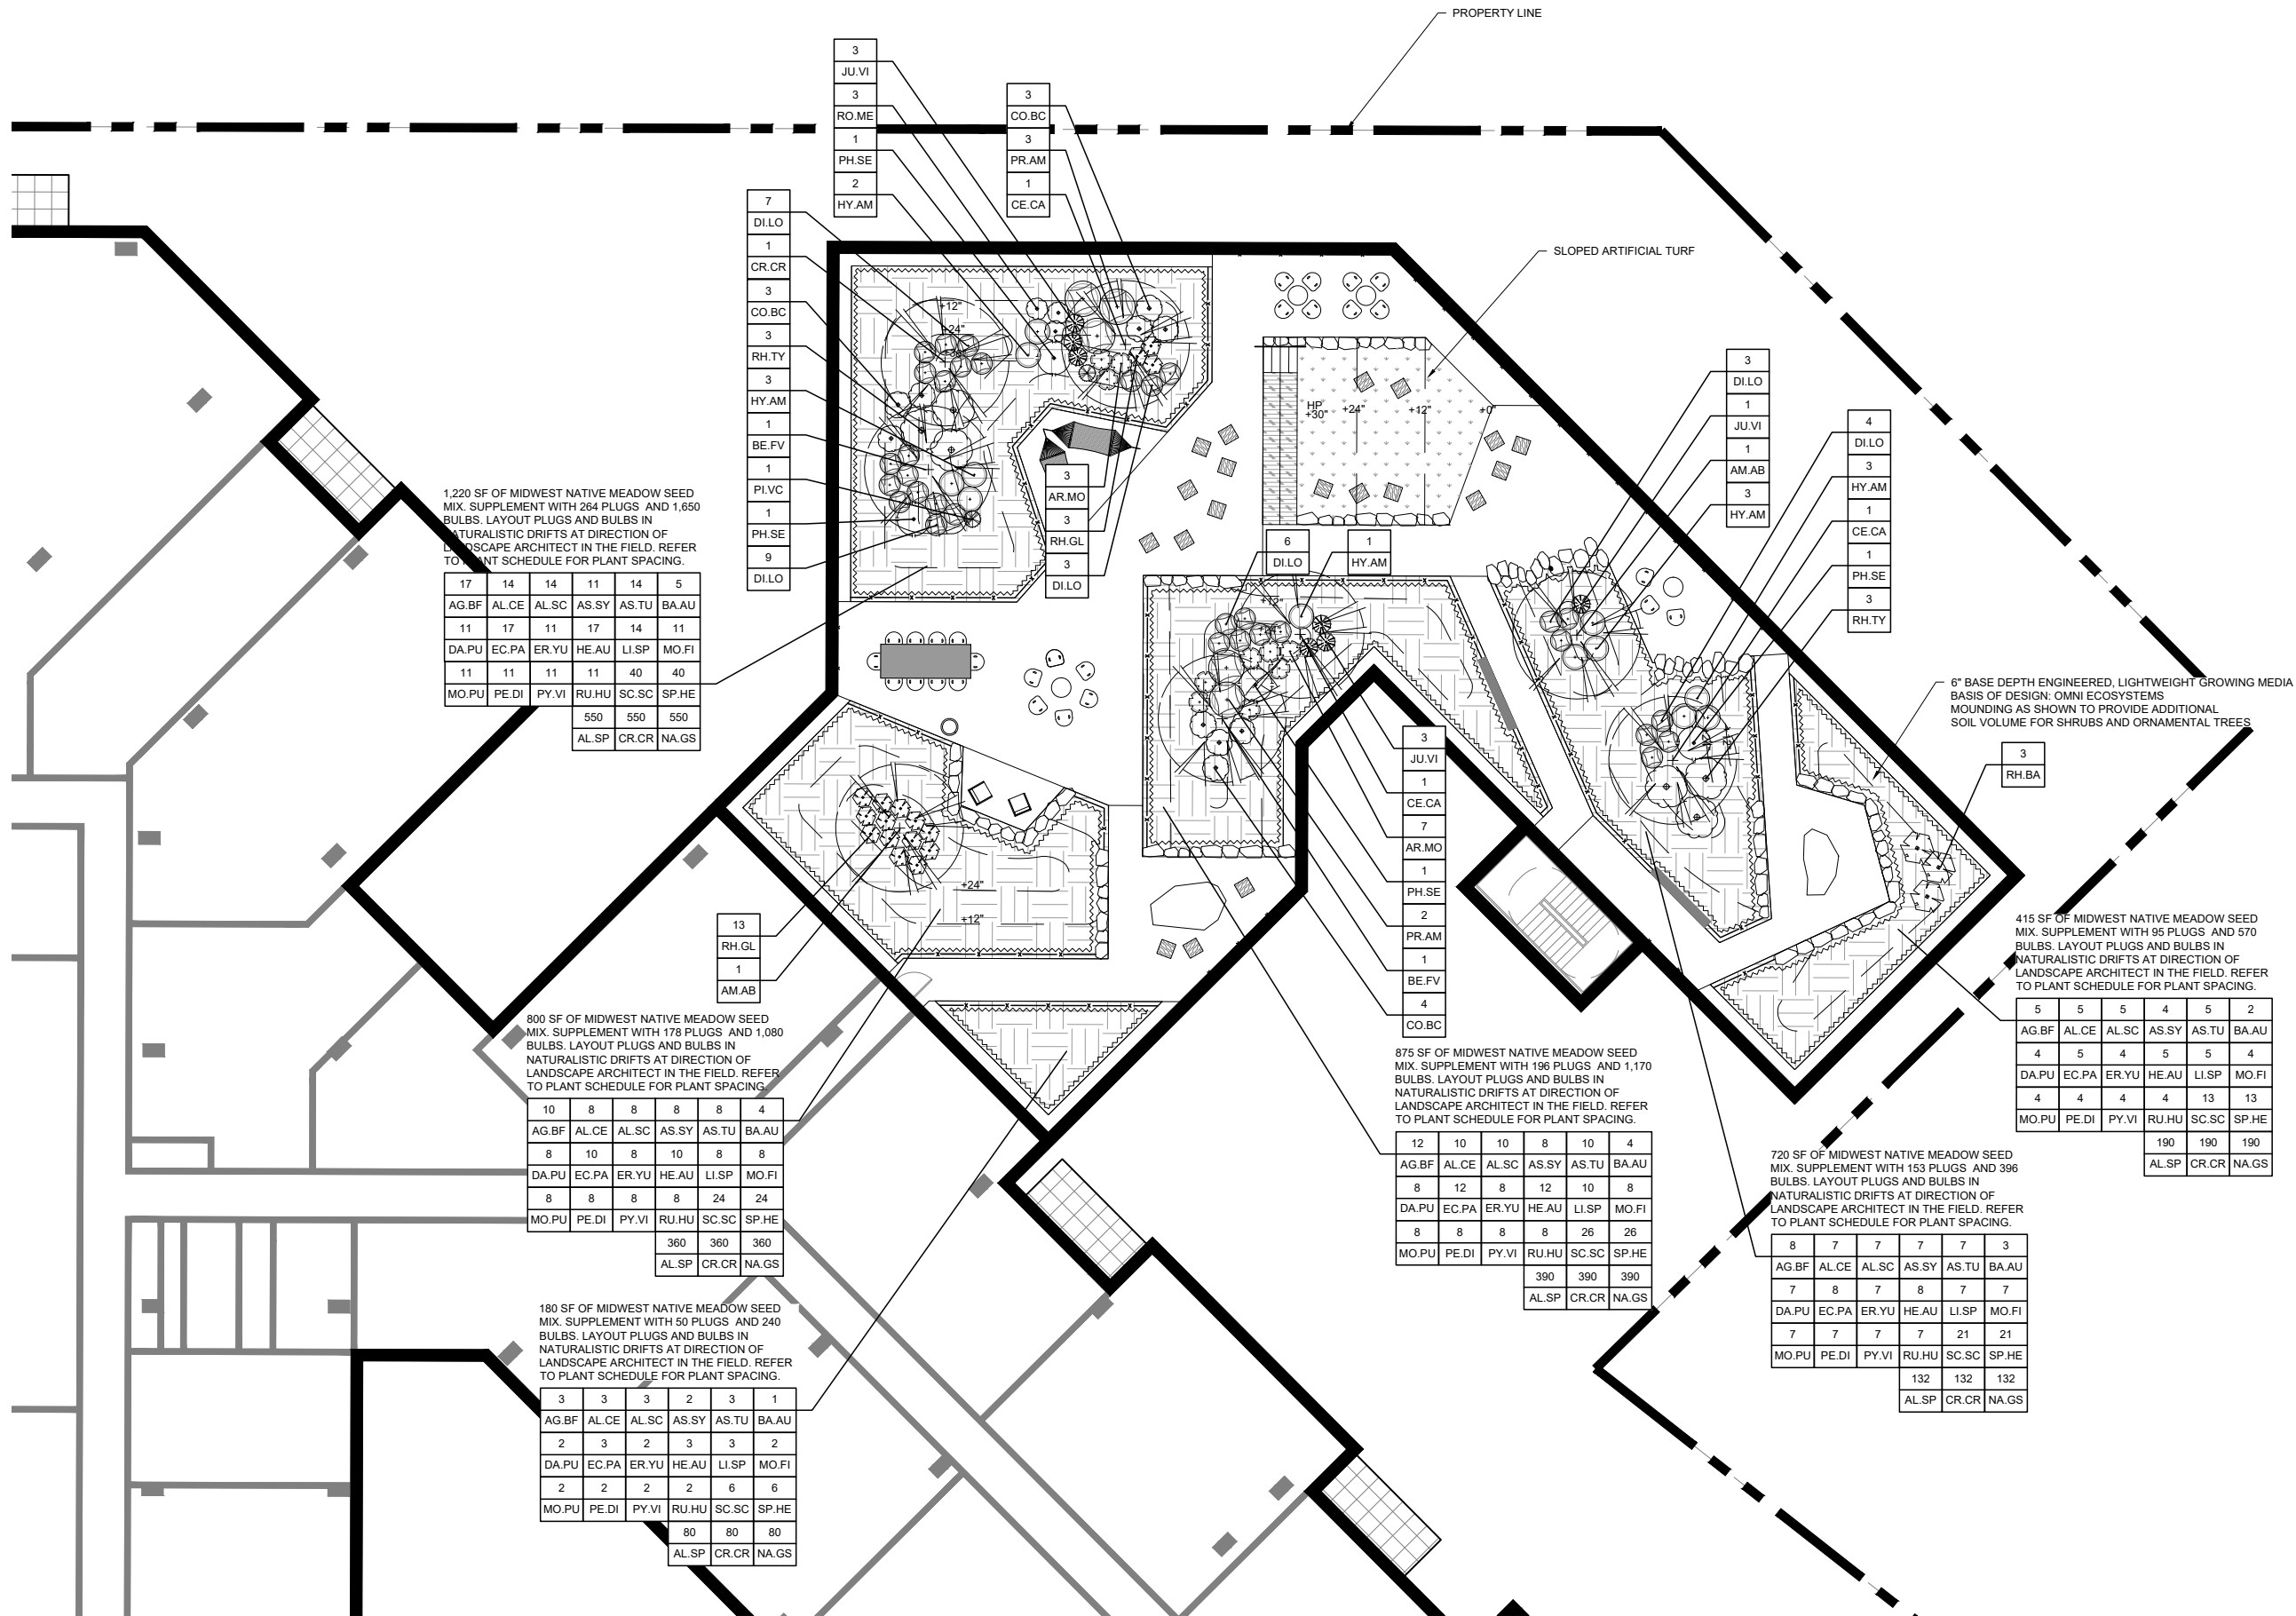 PROPERTY LINE
3
JU.VI
3
RO.ME
1
PH.SE
2
HY.AM
3
CO.BC
3
PR.AM
1
CE.CA
7
DI.LO
1
CR.CR
3
CO.BC
3
RH.TY
3
HY.AM
1
BE.FV
1
PI.VC
1
PH.SE
9
DI.LO
SLOPED ARTIFICIAL TURF
+12"
+24"
HP +24" +12" +0"
+30"
3
AR.MO
3
RH.GL
3
DI.LO
6
DI.LO
1
HY.AM
+12"
3
DI.LO
1
JU.VI
1
AM.AB
3
HY.AM
4
DI.LO
3
HY.AM
1
CE.CA
1
PH.SE
3
RH.TY
6" BASE DEPTH ENGINEERED, LIGHTWEIGHT GROWING MEDIA
BASIS OF DESIGN: OMNI ECOSYSTEMS
MOUNDING AS SHOWN TO PROVIDE ADDITIONAL
SOIL VOLUME FOR SHRUBS AND ORNAMENTAL TREES
3
RH.BA
1,220 SF OF MIDWEST NATIVE MEADOW SEED
MIX. SUPPLEMENT WITH 264 PLUGS AND 1,650
BULBS. LAYOUT PLUGS AND BULBS IN
NATURALISTIC DRIFTS AT DIRECTION OF
LANDSCAPE ARCHITECT IN THE FIELD. REFER
TO PLANT SCHEDULE FOR PLANT SPACING.
17 14 14 11 14 5
AG.BF AL.CE AL.SC AS.SY AS.TU BA.AU
11 17 11 17 14 11
DA.PU EC.PA ER.YU HE.AU LI.SP MO.FI
11 11 11 11 40 40
MO.PU PE.DI PY.VI RU.HU SC.SC SP.HE
550 550 550
AL.SP CR.CR NA.GS
3
JU.VI
1
CE.CA
7
AR.MO
1
PH.SE
2
PR.AM
1
BE.FV
4
CO.BC
+24"
+12"
13
RH.GL
1
AM.AB
800 SF OF MIDWEST NATIVE MEADOW SEED
MIX. SUPPLEMENT WITH 178 PLUGS AND 1,080
BULBS. LAYOUT PLUGS AND BULBS IN
NATURALISTIC DRIFTS AT DIRECTION OF
LANDSCAPE ARCHITECT IN THE FIELD. REFER
TO PLANT SCHEDULE FOR PLANT SPACING.
10 8 8 8 8 4
AG.BF AL.CE AL.SC AS.SY AS.TU BA.AU
8 10 8 10 8 8
DA.PU EC.PA ER.YU HE.AU LI.SP MO.FI
8 8 8 8 24 24
MO.PU PE.DI PY.VI RU.HU SC.SC SP.HE
360 360 360
AL.SP CR.CR NA.GS
180 SF OF MIDWEST NATIVE MEADOW SEED
MIX. SUPPLEMENT WITH 50 PLUGS AND 240
BULBS. LAYOUT PLUGS AND BULBS IN
NATURALISTIC DRIFTS AT DIRECTION OF
LANDSCAPE ARCHITECT IN THE FIELD. REFER
TO PLANT SCHEDULE FOR PLANT SPACING.
3 3 3 2 3 1
AG.BF AL.CE AL.SC AS.SY AS.TU BA.AU
2 3 2 3 3 2
DA.PU EC.PA ER.YU HE.AU LI.SP MO.FI
2 2 2 2 6 6
MO.PU PE.DI PY.VI RU.HU SC.SC SP.HE
80 80 80
AL.SP CR.CR NA.GS
875 SF OF MIDWEST NATIVE MEADOW SEED
MIX. SUPPLEMENT WITH 196 PLUGS AND 1,170
BULBS. LAYOUT PLUGS AND BULBS IN
NATURALISTIC DRIFTS AT DIRECTION OF
LANDSCAPE ARCHITECT IN THE FIELD. REFER
TO PLANT SCHEDULE FOR PLANT SPACING.
12 10 10 8 10 4
AG.BF AL.CE AL.SC AS.SY AS.TU BA.AU
8 12 8 12 10 8
DA.PU EC.PA ER.YU HE.AU LI.SP MO.FI
8 8 8 8 26 26
MO.PU PE.DI PY.VI RU.HU SC.SC SP.HE
390 390 390
AL.SP CR.CR NA.GS
415 SF OF MIDWEST NATIVE MEADOW SEED
MIX. SUPPLEMENT WITH 95 PLUGS AND 570
BULBS. LAYOUT PLUGS AND BULBS IN
NATURALISTIC DRIFTS AT DIRECTION OF
LANDSCAPE ARCHITECT IN THE FIELD. REFER
TO PLANT SCHEDULE FOR PLANT SPACING.
5 5 5 4 5 2
AG.BF AL.CE AL.SC AS.SY AS.TU BA.AU
4 5 4 5 5 4
DA.PU EC.PA ER.YU HE.AU LI.SP MO.FI
4 4 4 4 13 13
MO.PU PE.DI PY.VI RU.HU SC.SC SP.HE
190 190 190
AL.SP CR.CR NA.GS
720 SF OF MIDWEST NATIVE MEADOW SEED
MIX. SUPPLEMENT WITH 153 PLUGS AND 396
BULBS. LAYOUT PLUGS AND BULBS IN
NATURALISTIC DRIFTS AT DIRECTION OF
LANDSCAPE ARCHITECT IN THE FIELD. REFER
TO PLANT SCHEDULE FOR PLANT SPACING.
8 7 7 7 7 3
AG.BF AL.CE AL.SC AS.SY AS.TU BA.AU
7 8 7 8 7 7
DA.PU EC.PA ER.YU HE.AU LI.SP MO.FI
7 7 7 7 21 21
MO.PU PE.DI PY.VI RU.HU SC.SC SP.HE
132 132 132
AL.SP CR.CR NA.GS